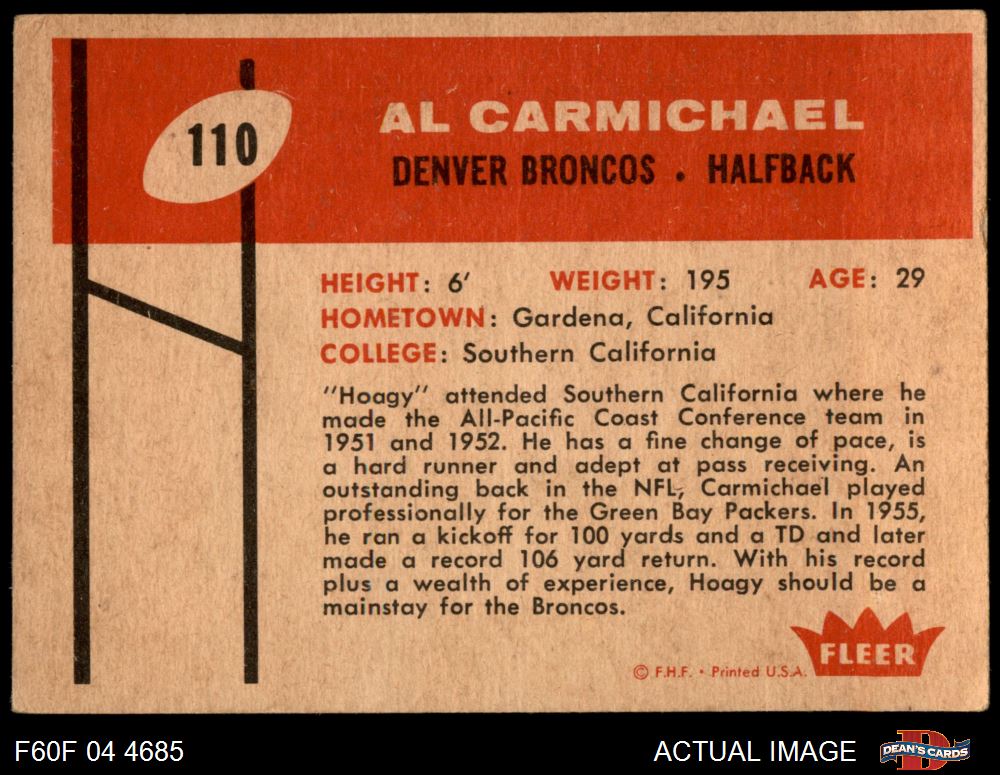 110
AL CARMICHAEL
DENVER BRONCOS . HALFBACK
HEIGHT: 6' WEIGHT: 195 AGE: 29
HOMETOWN: Gardena, California
COLLEGE: Southern California
"Hoagy" attended Southern California where he
made the All-Pacific Coast Conference team in
1951 and 1952. He has a fine change of pace, is
a hard runner and adept at pass receiving. An
outstanding back in the NFL, Carmichael played
professionally for the Green Bay Packers. In 1955,
he ran a kickoff for 100 yards and a TD and later
made a record 106 yard return. With his record
plus a wealth of experience, Hoagy should be a
mainstay for the Broncos.
FLEER
© F.H.F. • Printed U.S.A.
F60F 04 4685
ACTUAL IMAGE
D
DEAN'S CARDS